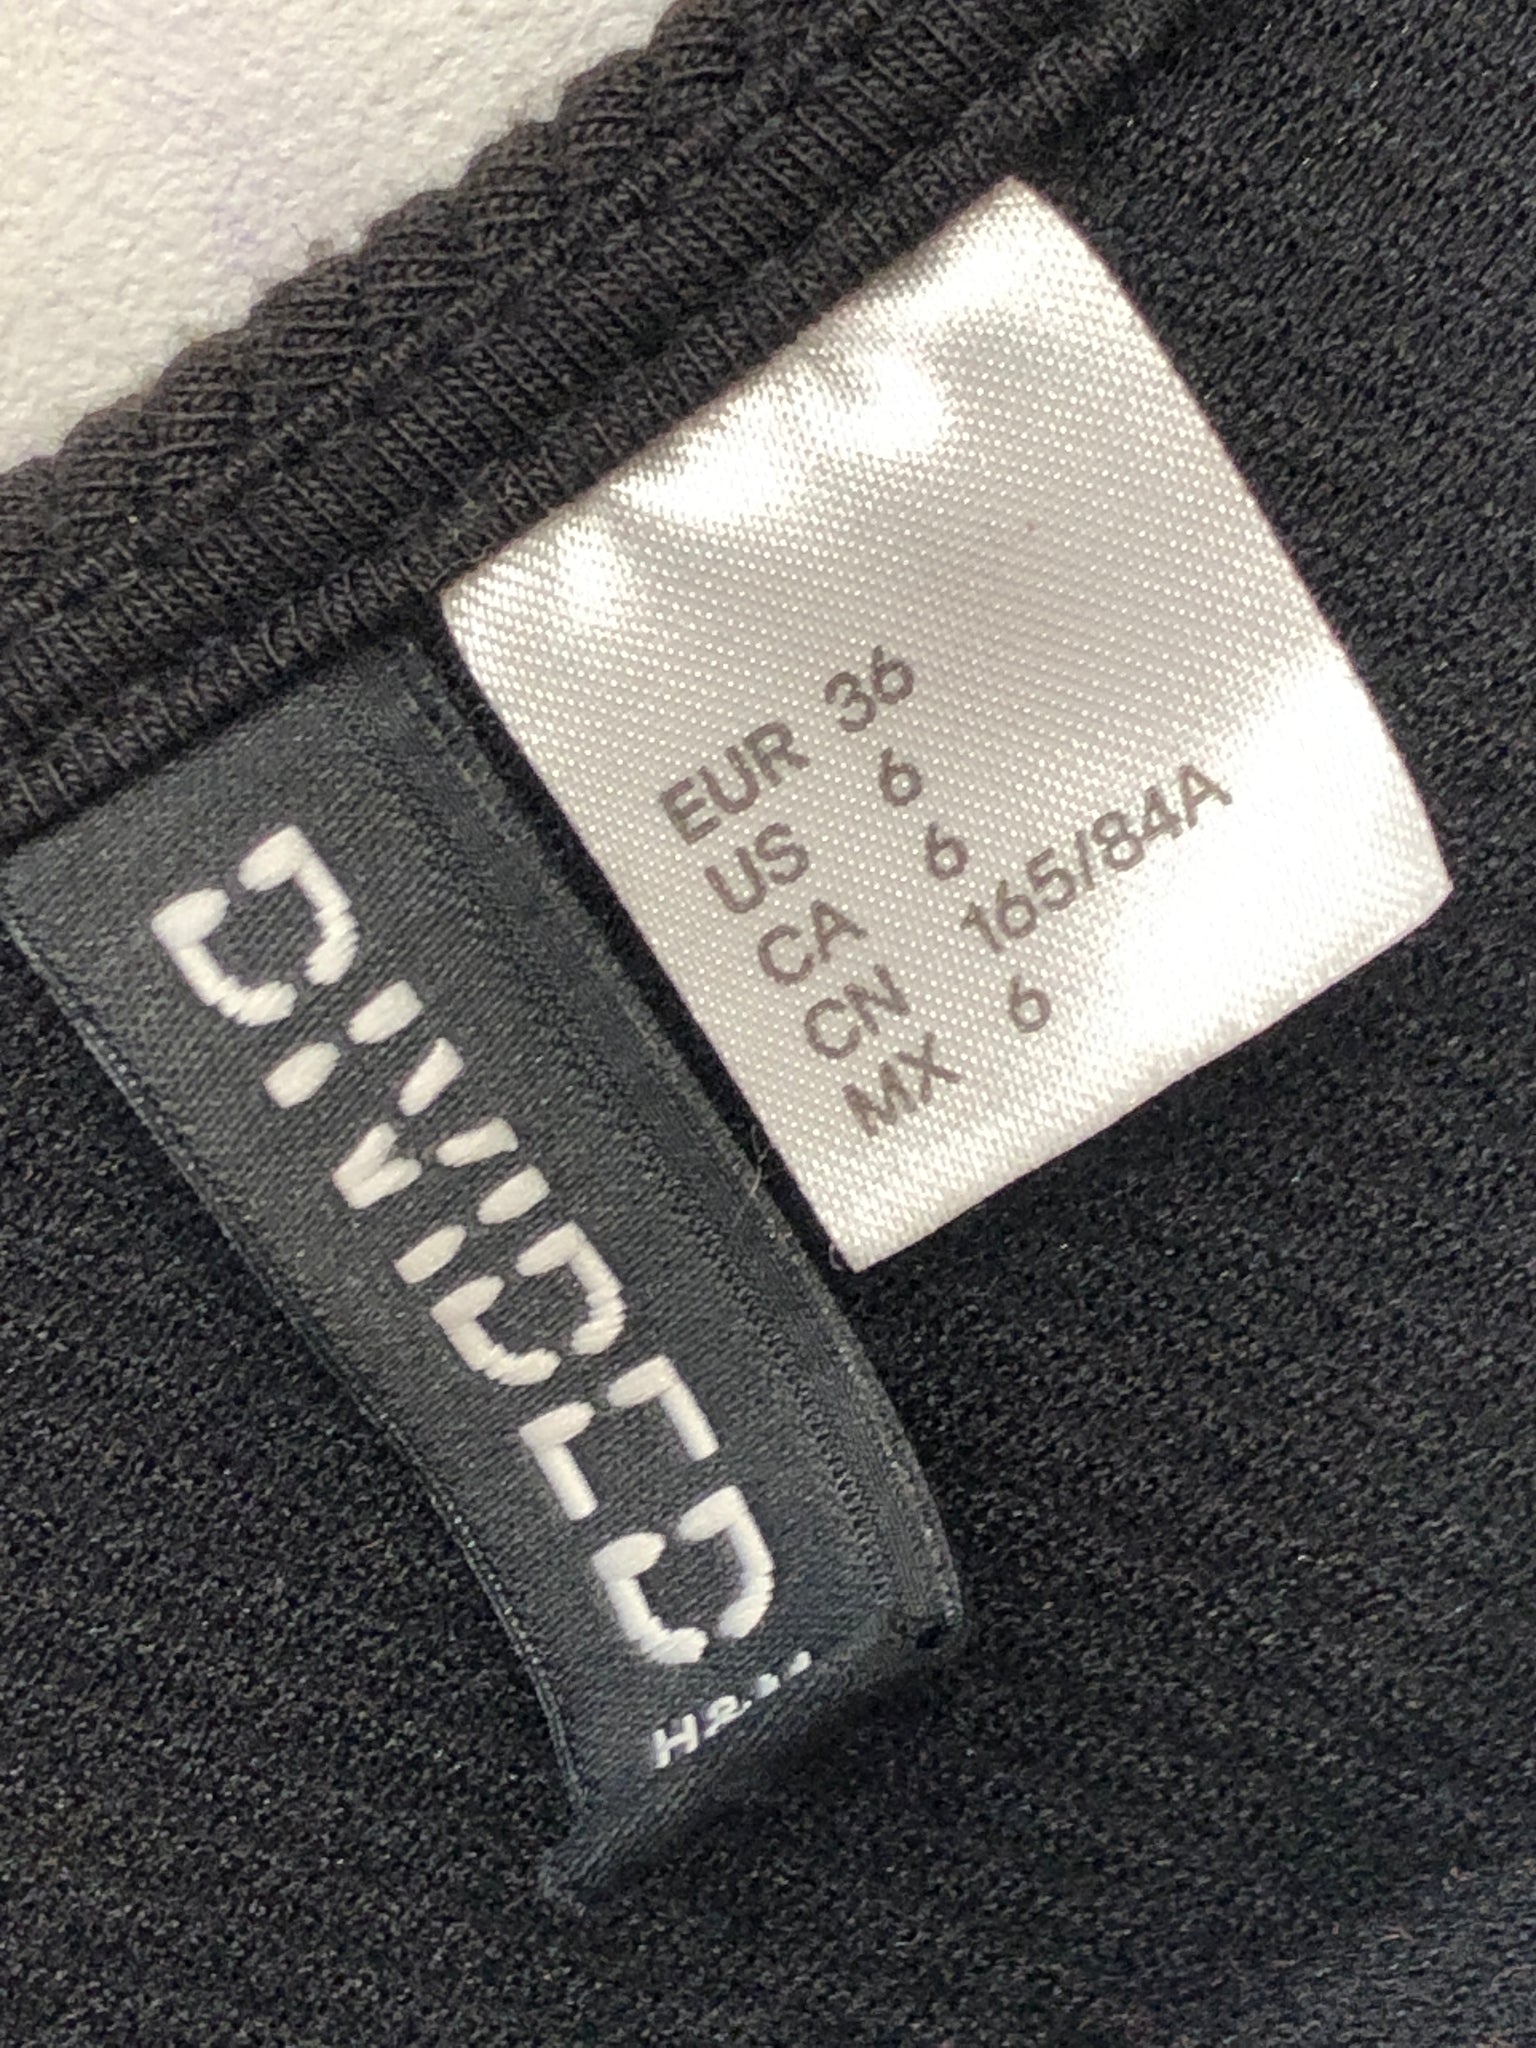 EUR 36
US 6
CA 6
CN 165/84A
MX 6
DIVIDED